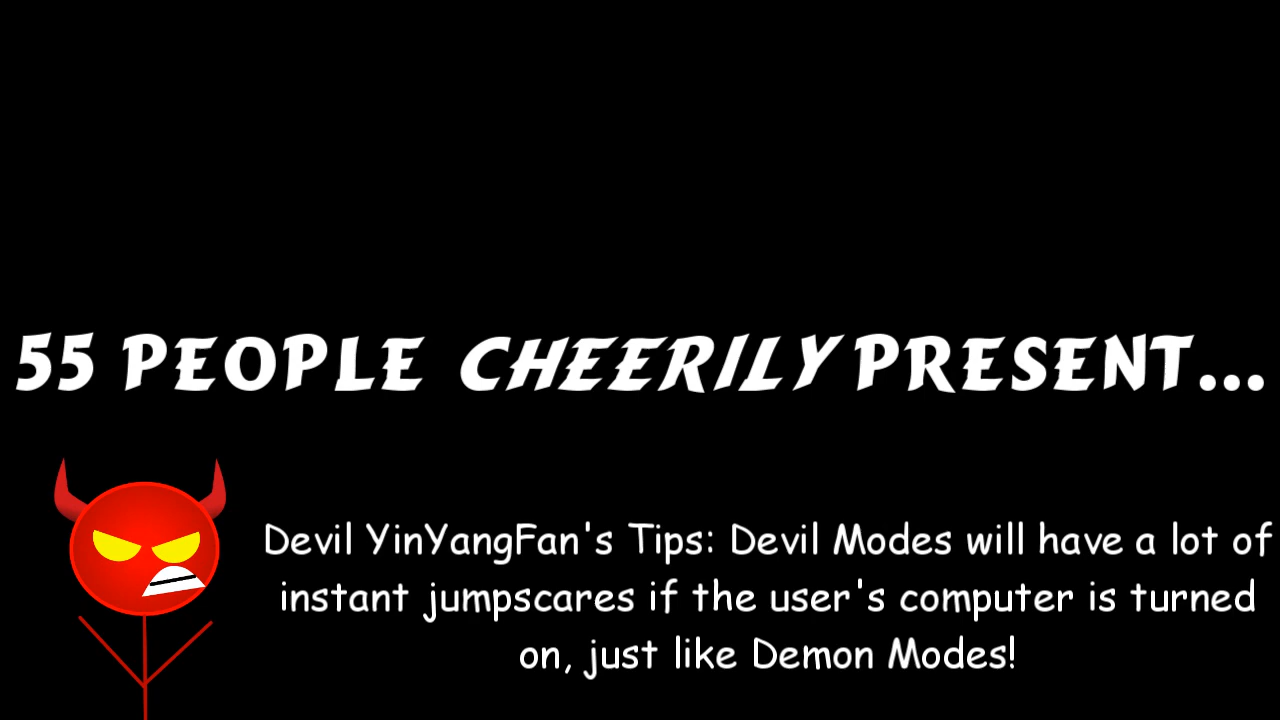 55 PEOPLE CHEERILY PRESENT...
Devil YinYangFan's Tips: Devil Modes will have a lot of
instant jumpscares if the user's computer is turned
on, just like Demon Modes!